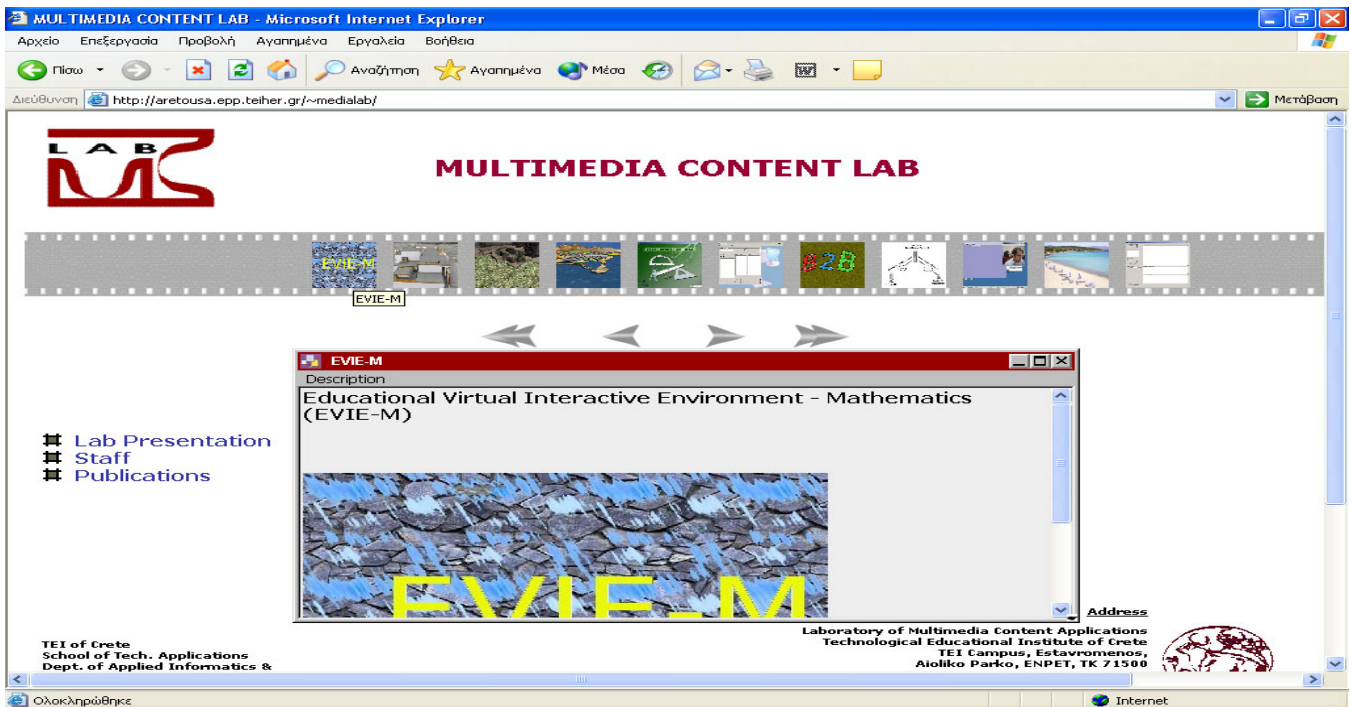 MULTIMEDIA CONTENT LAB - Microsoft Internet Explorer
Αρχείο Επεξεργασία Προβολή Αγαπημένα Εργαλεία Βοήθεια
Πίσω Αναζήτηση Αγαπημένα Μέσα
Διεύθυνση http://aretousa.epp.teiher.gr/~medialab/ Μετάβαση
LAB
MULTIMEDIA CONTENT LAB
EVIE-M
B2B
EVIE-M
EVIE-M
Description
Educational Virtual Interactive Environment - Mathematics
(EVIE-M)
Lab Presentation
Staff
Publications
EVIE-M
Address
Laboratory of Multimedia Content Applications
Technological Educational Institute of Crete
TEI Campus, Estavromenos,
Aioliko Parko, ENPET, TK 71500
TEI of Crete
School of Tech. Applications
Dept. of Applied Informatics &
Ολοκληρώθηκε Internet